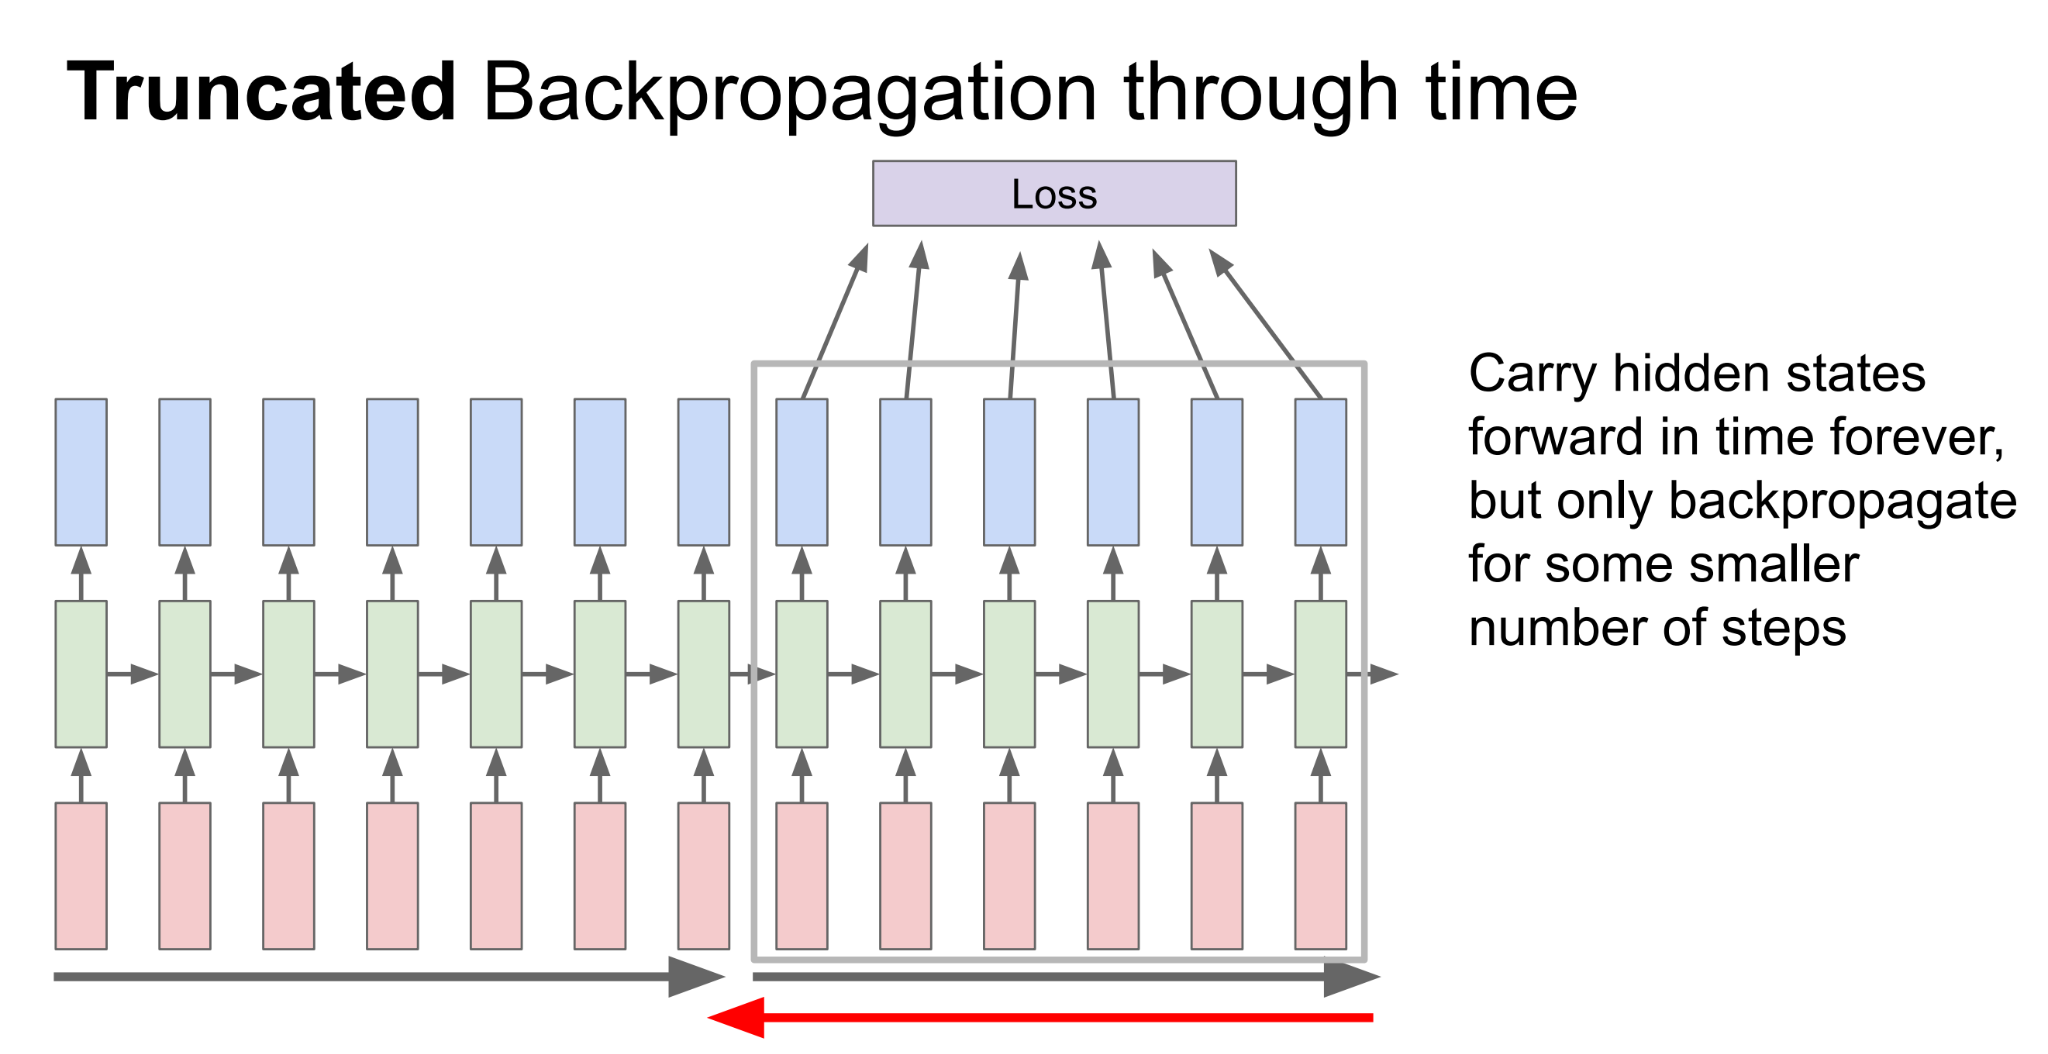 Truncated Backpropagation through time
Loss
Carry hidden states
forward in time forever,
but only backpropagate
for some smaller
number of steps